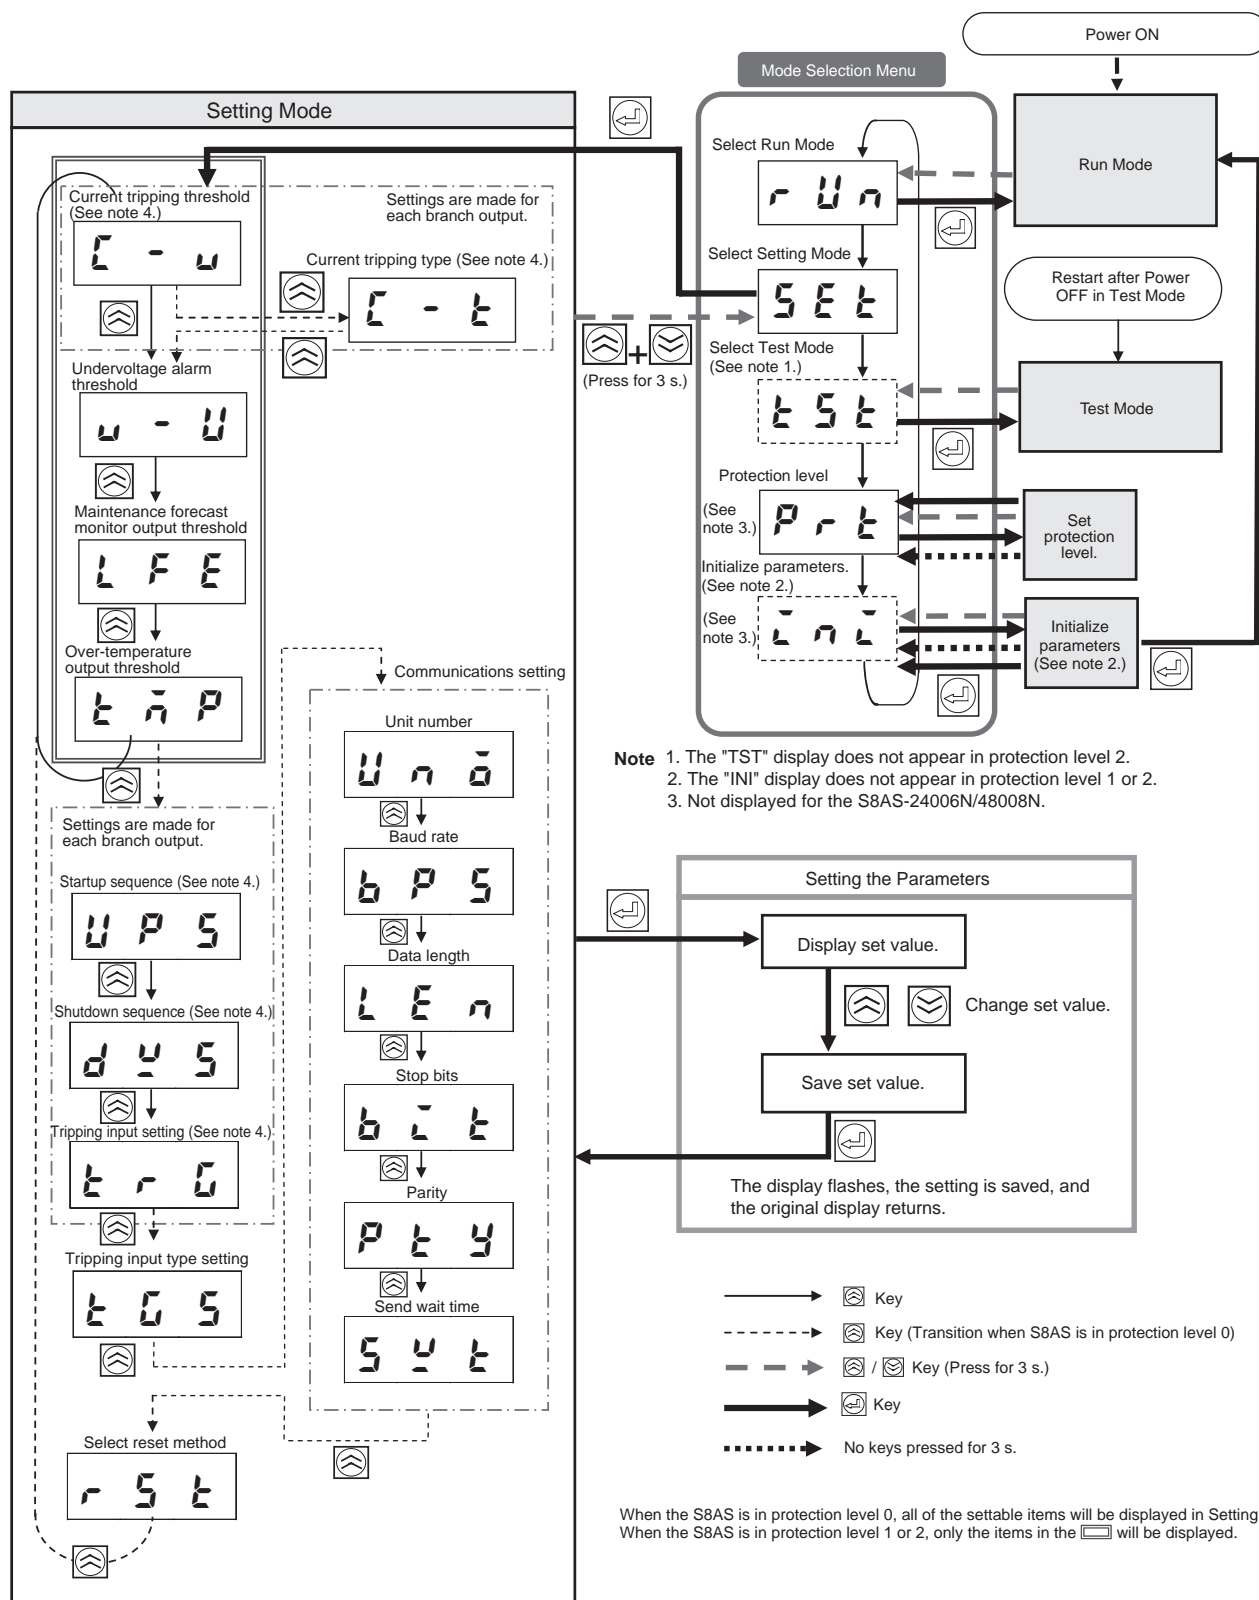 Power ON
Mode Selection Menu
Setting Mode
Select Run Mode
Run Mode
r U n
Current tripping threshold
(See note 4.)
Settings are made for
each branch output.
C - u
Current tripping type (See note 4.)
C - t
Select Setting Mode
S E t
Restart after Power
OFF in Test Mode
+
(Press for 3 s.)
Select Test Mode
(See note 1.)
t S t
Test Mode
Undervoltage alarm
threshold
u - U
Protection level
(See
note 3.)
P r t
Set
protection
level.
Maintenance forecast
monitor output threshold
L F E
Initialize parameters.
(See note 2.)
(See
note 3.)
i n i
Initialize
parameters
(See note 2.)
Over-temperature
output threshold
t m P
Communications setting
Unit number
U n o
Baud rate
b P S
Data length
L E n
Stop bits
b i t
Parity
P t y
Send wait time
S w t
Note 1. The "TST" display does not appear in protection level 2.
2. The "INI" display does not appear in protection level 1 or 2.
3. Not displayed for the S8AS-24006N/48008N.
Settings are made for
each branch output.
Startup sequence (See note 4.)
U P S
Shutdown sequence (See note 4.)
d w S
Tripping input setting (See note 4.)
t r G
Tripping input type setting
t G S
Select reset method
r S t
Setting the Parameters
Display set value.
Change set value.
Save set value.
The display flashes, the setting is saved, and
the original display returns.
Key
Key (Transition when S8AS is in protection level 0)
/ Key (Press for 3 s.)
Key
No keys pressed for 3 s.
When the S8AS is in protection level 0, all of the settable items will be displayed in Setting
When the S8AS is in protection level 1 or 2, only the items in the will be displayed.